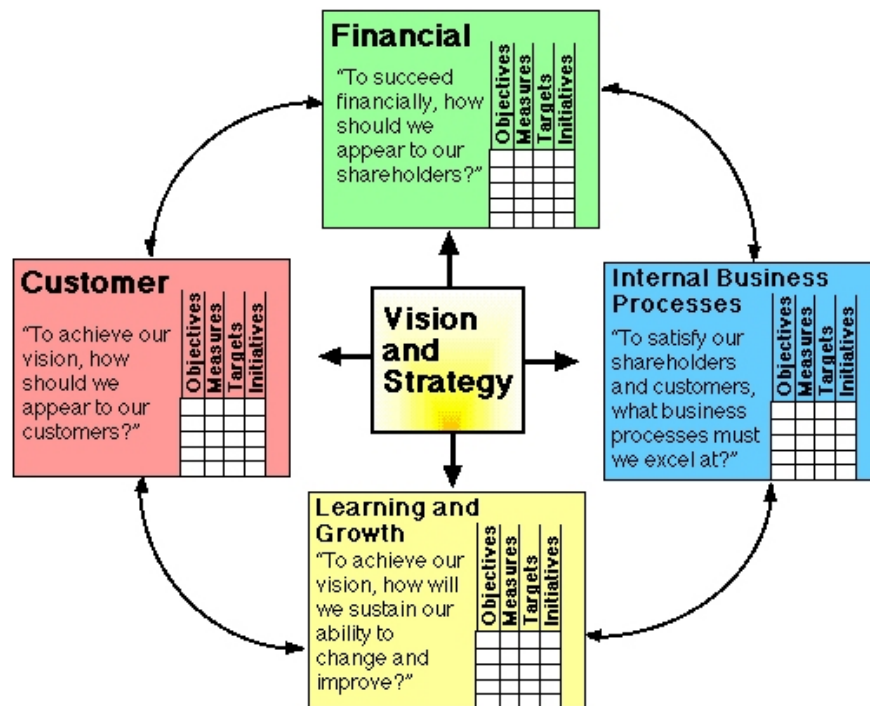 Financial
“To succeed
financially, how
should we
appear to our
shareholders?”
Objectives
Measures
Targets
Initiatives
Customer
“To achieve our
vision, how
should we
appear to our
customers?”
Objectives
Measures
Targets
Initiatives
Vision
and
Strategy
Internal Business
Processes
“To satisfy our
shareholders
and customers,
what business
processes must
we excel at?”
Objectives
Measures
Targets
Initiatives
Learning and
Growth
“To achieve our
vision, how will
we sustain our
ability to
change and
improve?”
Objectives
Measures
Targets
Initiatives